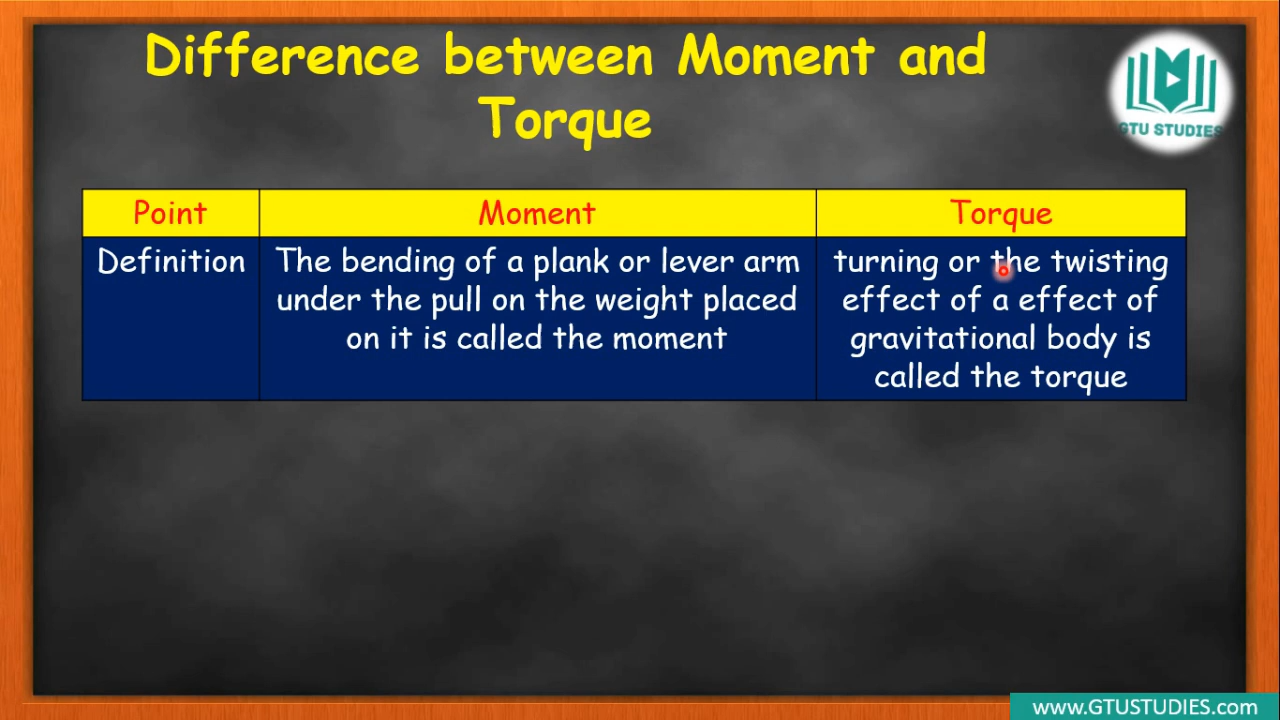 Difference between Moment and
Torque
GTU STUDIES
Point
Moment
Torque
Definition
The bending of a plank or lever arm
under the pull on the weight placed
on it is called the moment
turning or the twisting
effect of a effect of
gravitational body is
called the torque
www.GTUSTUDIES.com